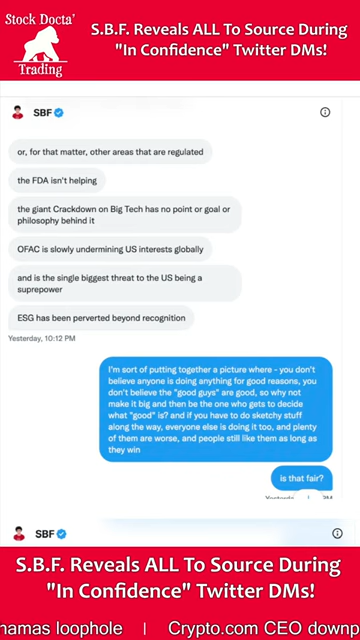 Stock Docta'
Trading
S.B.F. Reveals ALL To Source During
"In Confidence" Twitter DMs!
SBF
or, for that matter, other areas that are regulated
the FDA isn't helping
the giant Crackdown on Big Tech has no point or goal or
philosophy behind it
OFAC is slowly undermining US interests globally
and is the single biggest threat to the US being a
suprepower
ESG has been perverted beyond recognition
Yesterday, 10:12 PM
I'm sort of putting together a picture where - you don't
believe anyone is doing anything for good reasons, you
don't believe the "good guys" are good, so why not
make it big and then be the one who gets to decide
what "good" is? and if you have to do sketchy stuff
along the way, everyone else is doing it too, and plenty
of them are worse, and people still like them as long as
they win
is that fair?
SBF
S.B.F. Reveals ALL To Source During
"In Confidence" Twitter DMs!
loophole | Crypto.com CEO